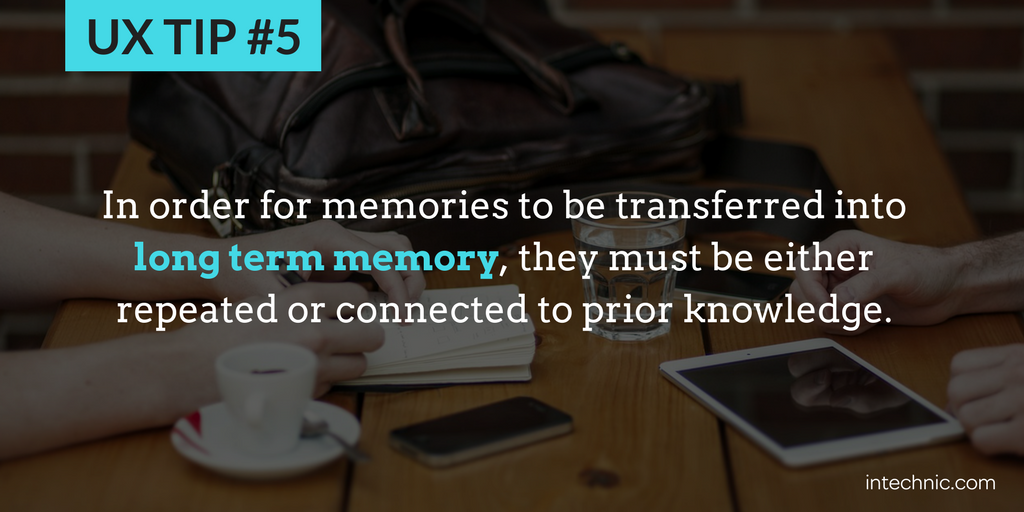 UX TIP #5
In order for memories to be transferred into
long term memory, they must be either
repeated or connected to prior knowledge.
intechnic.com